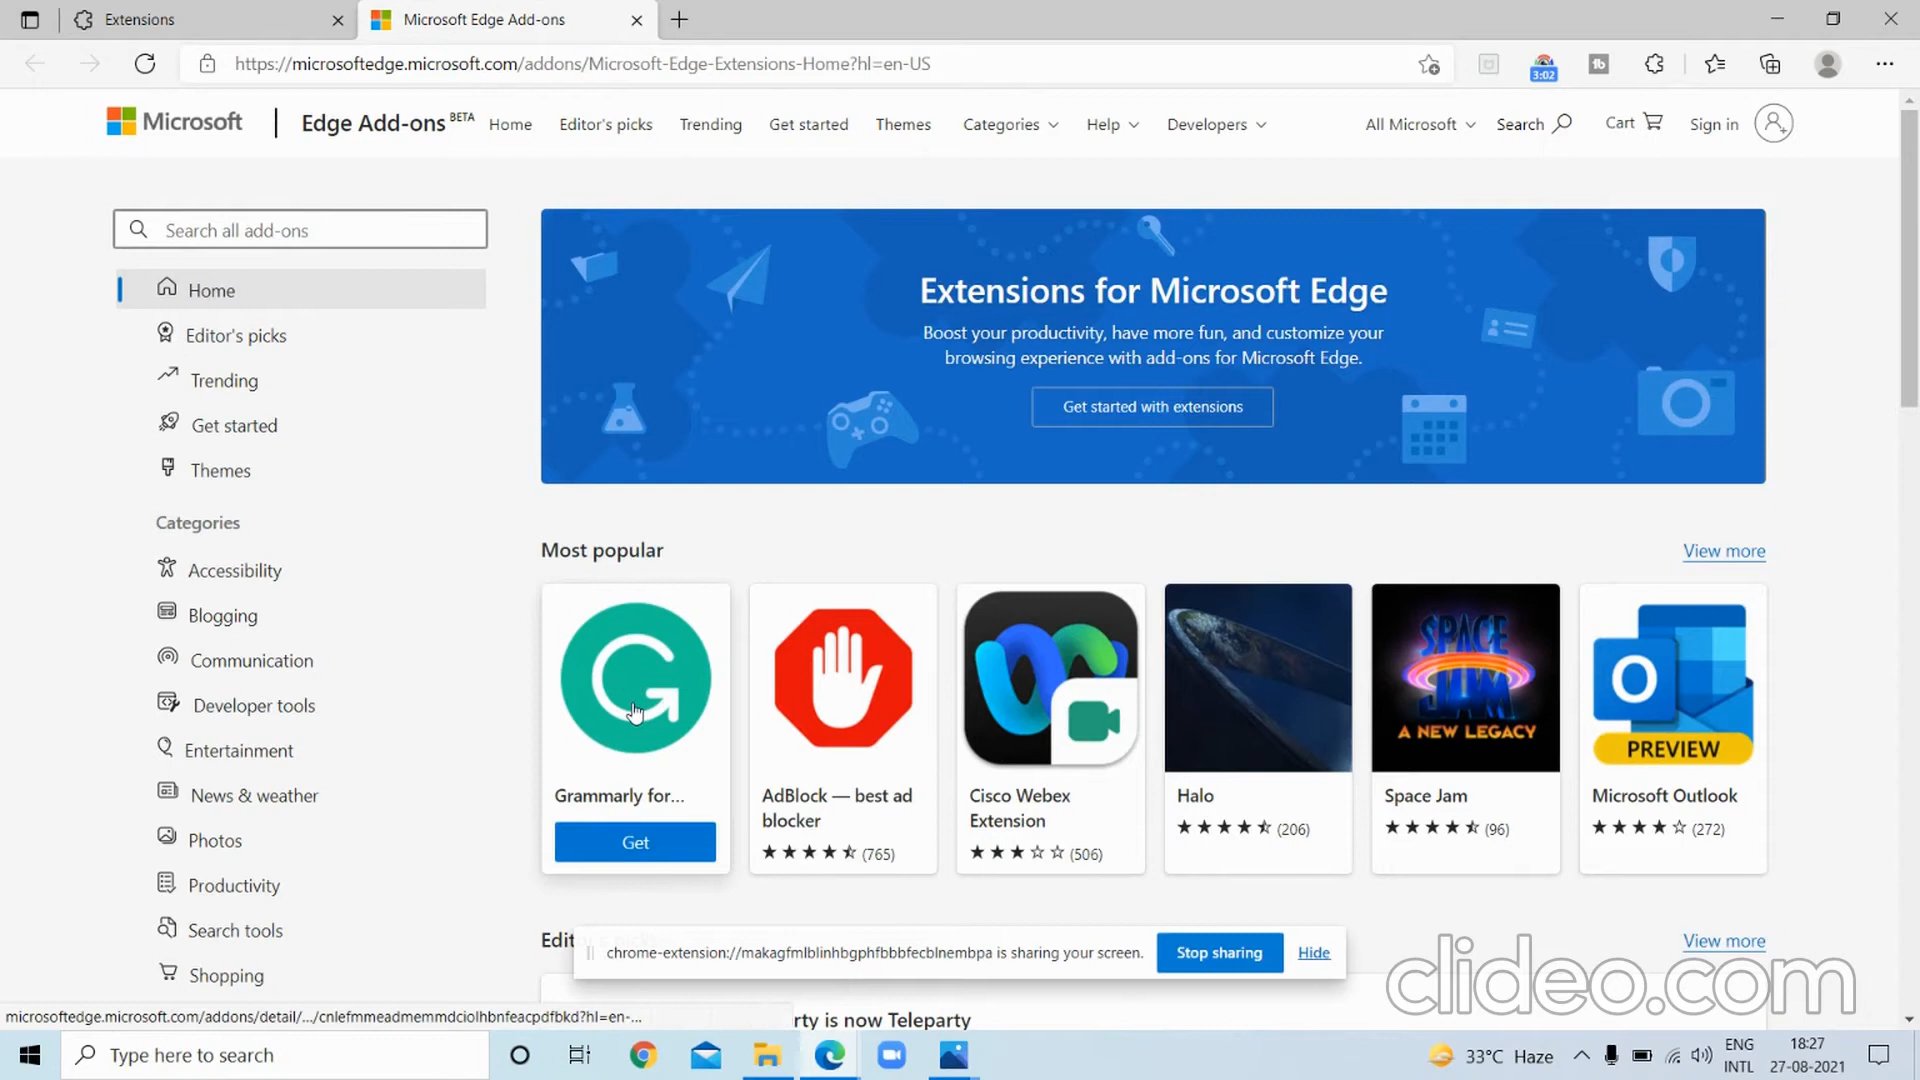 Extensions
Microsoft Edge Add-ons
https://microsoftedge.microsoft.com/addons/Microsoft-Edge-Extensions-Home?hl=en-US
3:02
Microsoft
Edge Add-ons BETA
Home
Editor's picks
Trending
Get started
Themes
Categories
Help
Developers
All Microsoft
Search
Cart
Sign in
Search all add-ons
Home
Editor's picks
Trending
Get started
Themes
Categories
Accessibility
Blogging
Communication
Developer tools
Entertainment
News & weather
Photos
Productivity
Search tools
Shopping
Extensions for Microsoft Edge
Boost your productivity, have more fun, and customize your
browsing experience with add-ons for Microsoft Edge.
Get started with extensions
Most popular
View more
SPACE
JAM
A NEW LEGACY
O
PREVIEW
Grammarly for...
Get
AdBlock — best ad
blocker
(765)
Cisco Webex
Extension
(506)
Halo
(206)
Space Jam
(96)
Microsoft Outlook
(272)
View more
chrome-extension://makagfmlblinhbgphfbbbfecblnembpa is sharing your screen.
Stop sharing
Hide
clideo.com
microsoftedge.microsoft.com/addons/detail/.../cnlefmmeadmemmdciolhbnfeacpdfbkd?hl=en-...
rty is now Teleparty
Type here to search
33°C Haze
ENG
INTL
18:27
27-08-2021